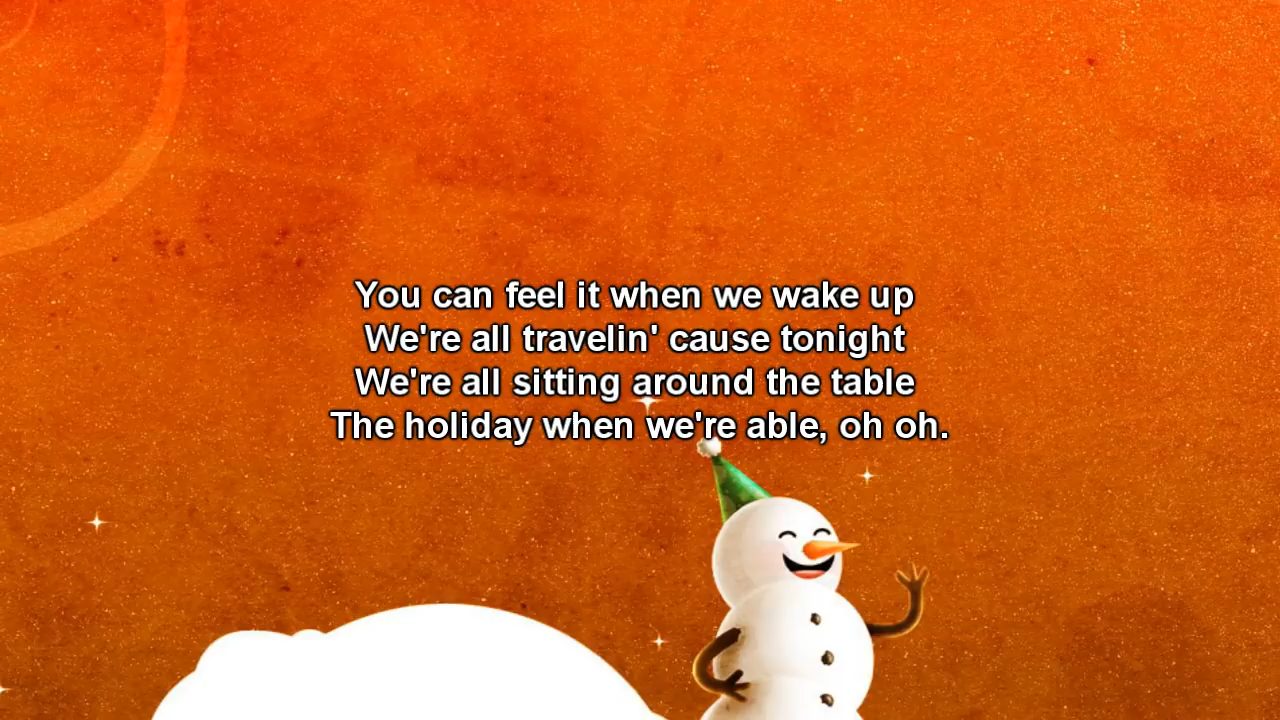 You can feel it when we wake up
We're all travelin' cause tonight
We're all sitting around the table
The holiday when we're able, oh oh.